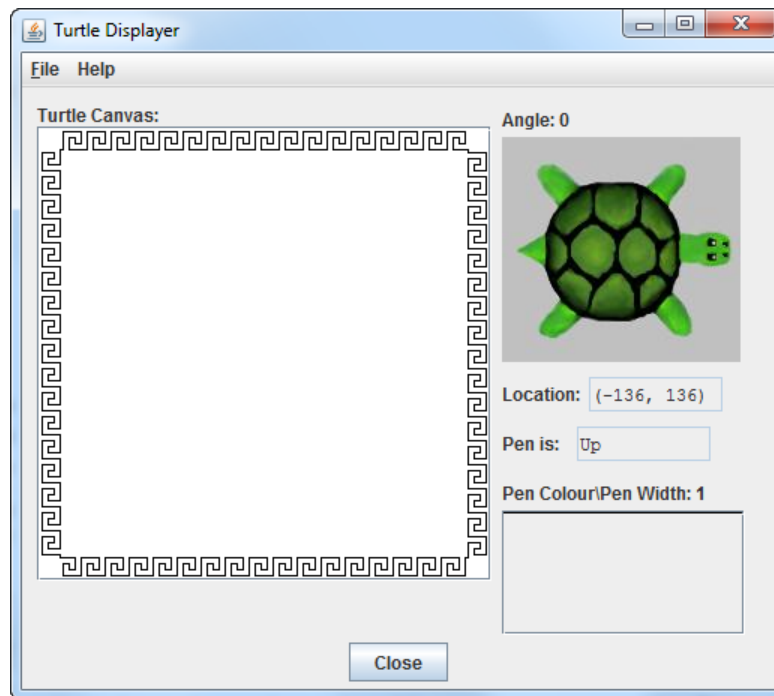 Turtle Displayer
File Help
Turtle Canvas:
Angle: 0
Location: (-136, 136)
Pen is: Up
Pen Colour\Pen Width: 1
Close